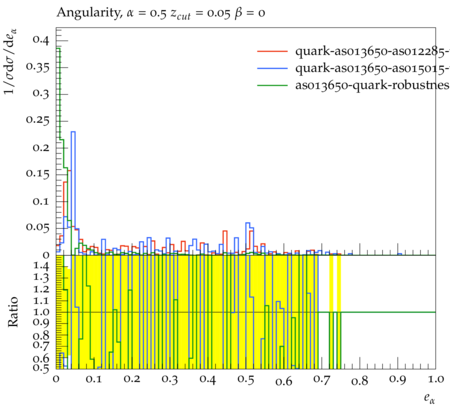 Angularity, α = 0.5 z_cut = 0.05 β = 0
1/σdσ/de_α
0.4
0.35
0.3
0.25
0.2
0.15
0.1
0.05
0
quark-as013650-as012285-
quark-as013650-as015015-
as013650-quark-robustnes
Ratio
1.4
1.3
1.2
1.1
1.0
0.9
0.8
0.7
0.6
0.5
0 0.1 0.2 0.3 0.4 0.5 0.6 0.7 0.8 0.9 1.0
e_α